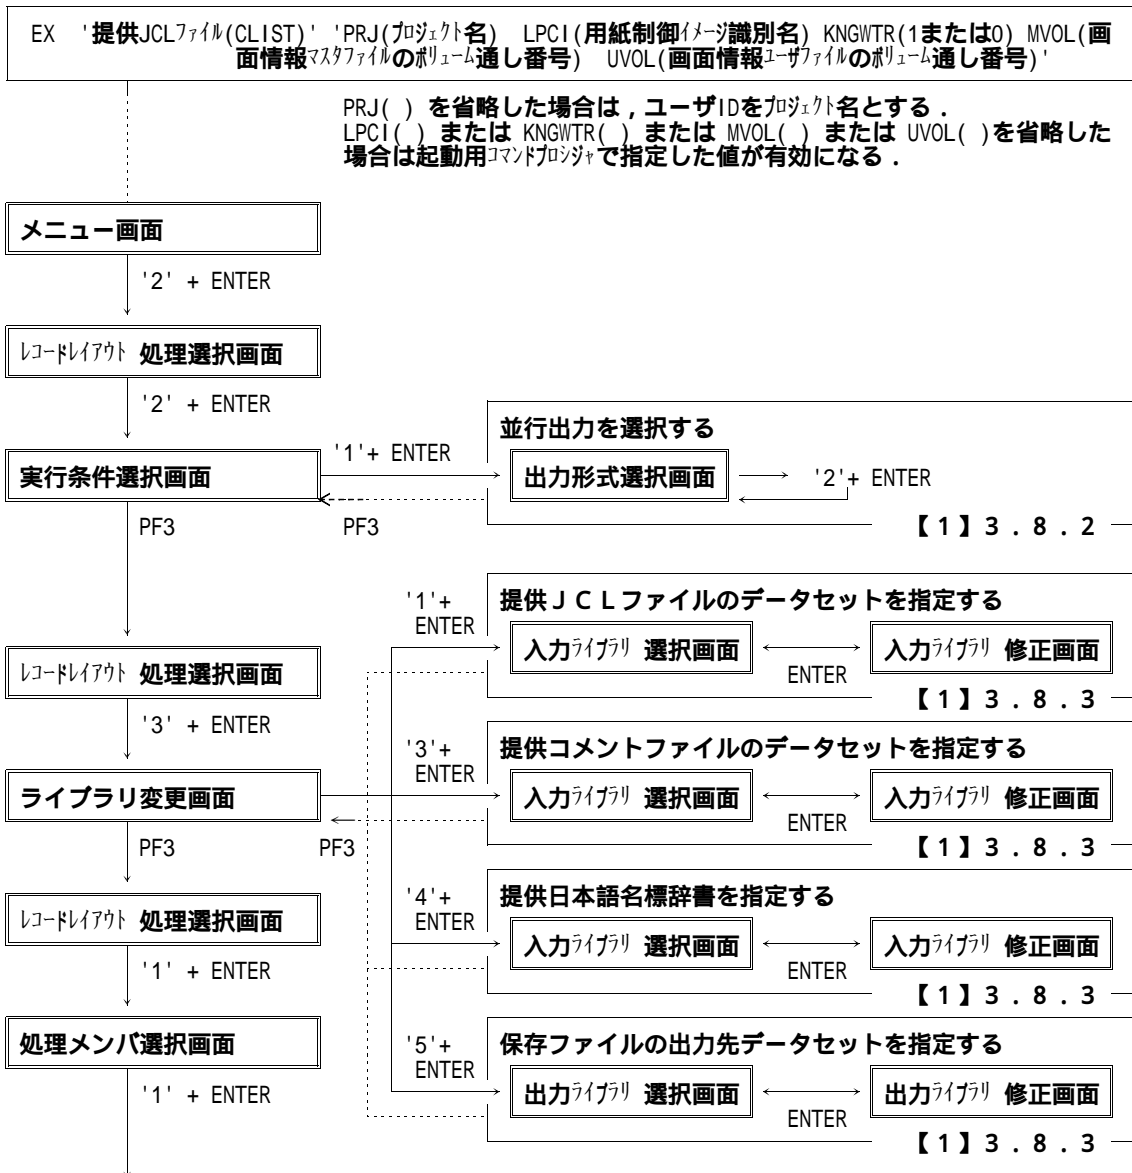 EX '提供JCLﾌｧｲﾙ(CLIST)' 'PRJ(ﾌﾟﾛｼﾞｪｸﾄ名) LPCI(用紙制御ｲﾒｰｼﾞ識別名) KNGWTR(1または0) MVOL(画
面情報ﾏｽﾀﾌｧｲﾙのﾎﾞﾘｭｰﾑ通し番号) UVOL(画面情報ﾕｰｻﾞﾌｧｲﾙのﾎﾞﾘｭｰﾑ通し番号)'
PRJ( ) を省略した場合は，ユーザIDをﾌﾟﾛｼﾞｪｸﾄ名とする．
LPCI( ) または KNGWTR( ) または MVOL( ) または UVOL( )を省略した
場合は起動用ｺﾏﾝﾄﾞﾌﾟﾛｼｼﾞｬで指定した値が有効になる．
メニュー画面
'2' + ENTER
ﾚｺｰﾄﾞﾚｲｱｳﾄ 処理選択画面
'2' + ENTER
並行出力を選択する
実行条件選択画面
'1'+ ENTER
出力形式選択画面
'2'+ ENTER
PF3
PF3
【1】3．8．2
'1'+
ENTER
提供ＪＣＬファイルのデータセットを指定する
入力ﾗｲﾌﾞﾗﾘ 選択画面
ENTER
入力ﾗｲﾌﾞﾗﾘ 修正画面
【1】3．8．3
ﾚｺｰﾄﾞﾚｲｱｳﾄ 処理選択画面
'3' + ENTER
'3'+
ENTER
提供コメントファイルのデータセットを指定する
ライブラリ変更画面
入力ﾗｲﾌﾞﾗﾘ 選択画面
ENTER
入力ﾗｲﾌﾞﾗﾘ 修正画面
PF3
PF3
【1】3．8．3
'4'+
ENTER
提供日本語名標辞書を指定する
ﾚｺｰﾄﾞﾚｲｱｳﾄ 処理選択画面
入力ﾗｲﾌﾞﾗﾘ 選択画面
ENTER
入力ﾗｲﾌﾞﾗﾘ 修正画面
'1' + ENTER
【1】3．8．3
処理メンバ選択画面
'5'+
ENTER
保存ファイルの出力先データセットを指定する
'1' + ENTER
出力ﾗｲﾌﾞﾗﾘ 選択画面
ENTER
出力ﾗｲﾌﾞﾗﾘ 修正画面
【1】3．8．3